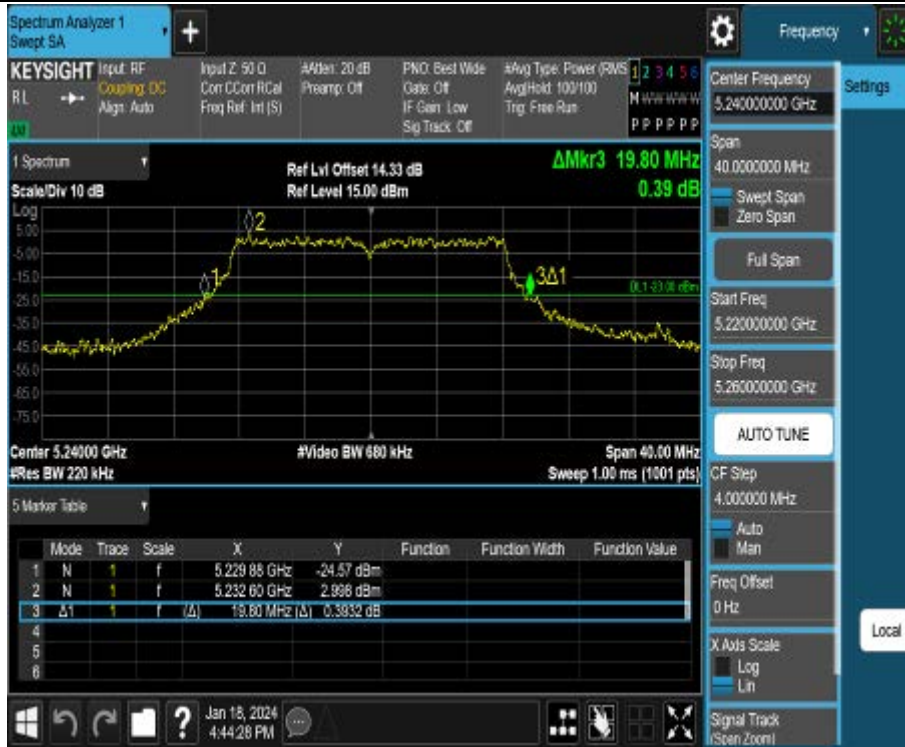 Spectrum Analyzer 1
Swept SA
Frequency
KEYSIGHT
RL
Input: RF
Coupling: DC
Align: Auto
Input Z: 50 Ω
Corr CCorr RCal
Freq Ref: Int (S)
#Atten: 20 dB
Preamp: Off
PNO: Best Wide
Gate: Off
IF Gain: Low
Sig Track: Off
#Avg Type: Power (RMS
Avg|Hold: 100/100
Trig: Free Run
1 2 3 4 5 6
M W W W W W
P P P P P P
1 Spectrum
Scale/Div 10 dB
Ref Lvl Offset 14.33 dB
Ref Level 15.00 dBm
ΔMkr3 19.80 MHz
0.39 dB
Log
5.00
-5.00
-15.0
-25.0
-35.0
-45.0
-55.0
-65.0
-75.0
2
1
3Δ1
DL1 -23.00 dBm
Center 5.24000 GHz
#Res BW 220 kHz
#Video BW 680 kHz
Span 40.00 MHz
Sweep 1.00 ms (1001 pts)
5 Marker Table
Mode Trace Scale X Y Function Function Width Function Value
1 N 1 f 5.229 88 GHz -24.57 dBm
2 N 1 f 5.232 60 GHz 2.998 dBm
3 Δ1 1 f (Δ) 19.80 MHz (Δ) 0.3932 dB
4
5
6
Jan 18, 2024
4:44:28 PM
Center Frequency
5.240000000 GHz
Span
40.0000000 MHz
Swept Span
Zero Span
Full Span
Start Freq
5.220000000 GHz
Stop Freq
5.260000000 GHz
AUTO TUNE
CF Step
4.000000 MHz
Auto
Man
Freq Offset
0 Hz
X Axis Scale
Log
Lin
Signal Track
(Span Zoom)
Settings
Local